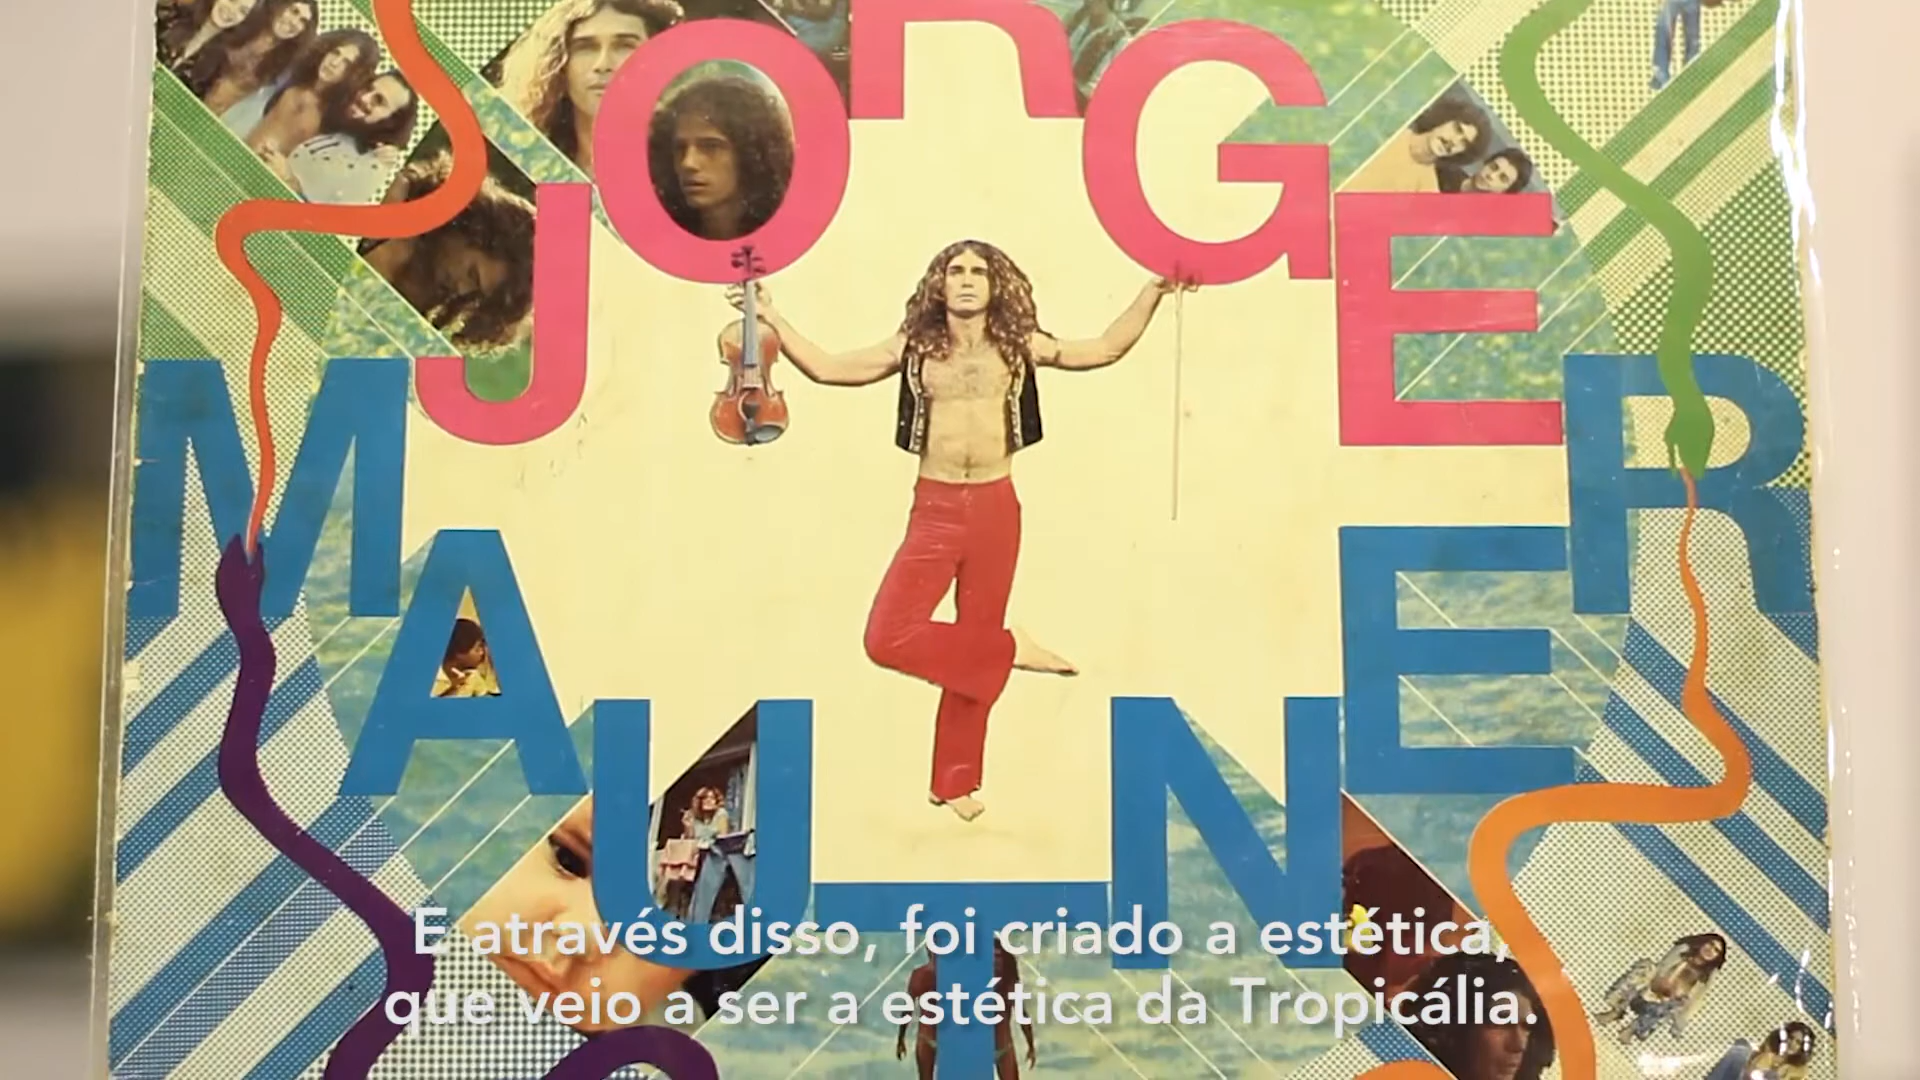 JORGE
MAUTNER
E através disso, foi criado a estética,
que veio a ser a estética da Tropicália.